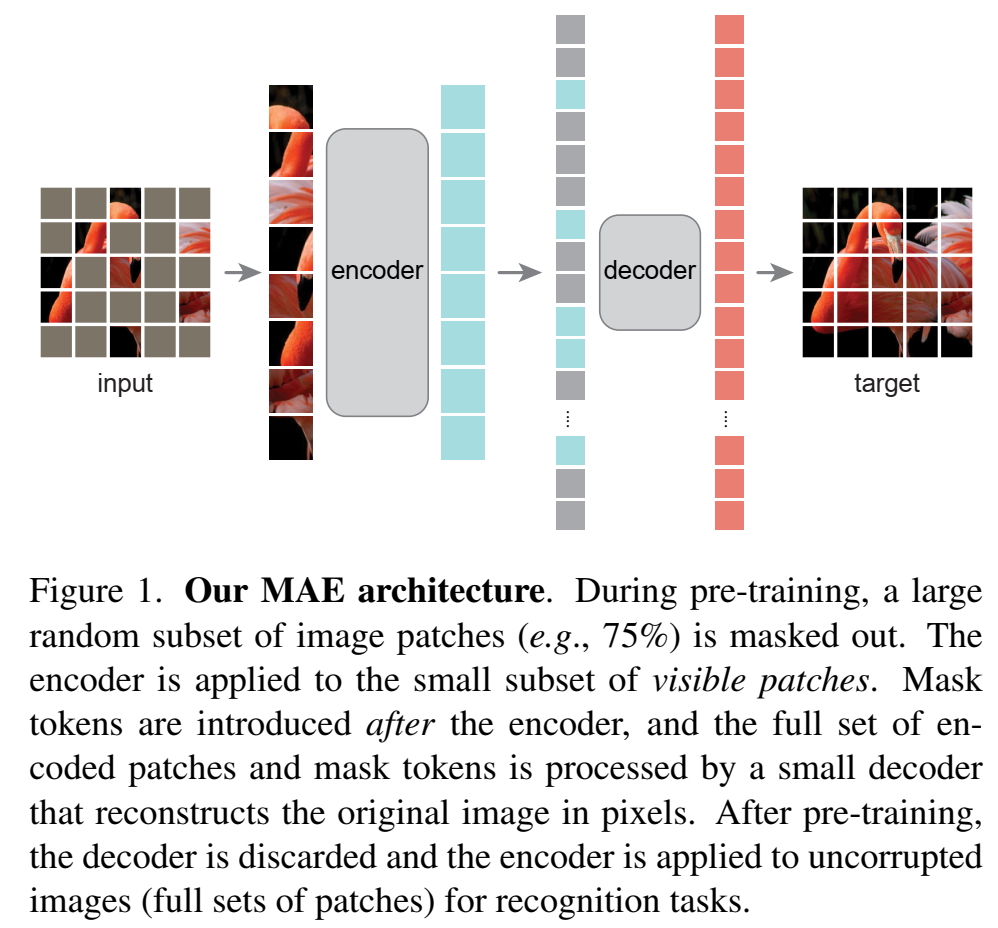 input
encoder
decoder
target
Figure 1. Our MAE architecture. During pre-training, a large
random subset of image patches (e.g., 75%) is masked out. The
encoder is applied to the small subset of visible patches. Mask
tokens are introduced after the encoder, and the full set of en-
coded patches and mask tokens is processed by a small decoder
that reconstructs the original image in pixels. After pre-training,
the decoder is discarded and the encoder is applied to uncorrupted
images (full sets of patches) for recognition tasks.